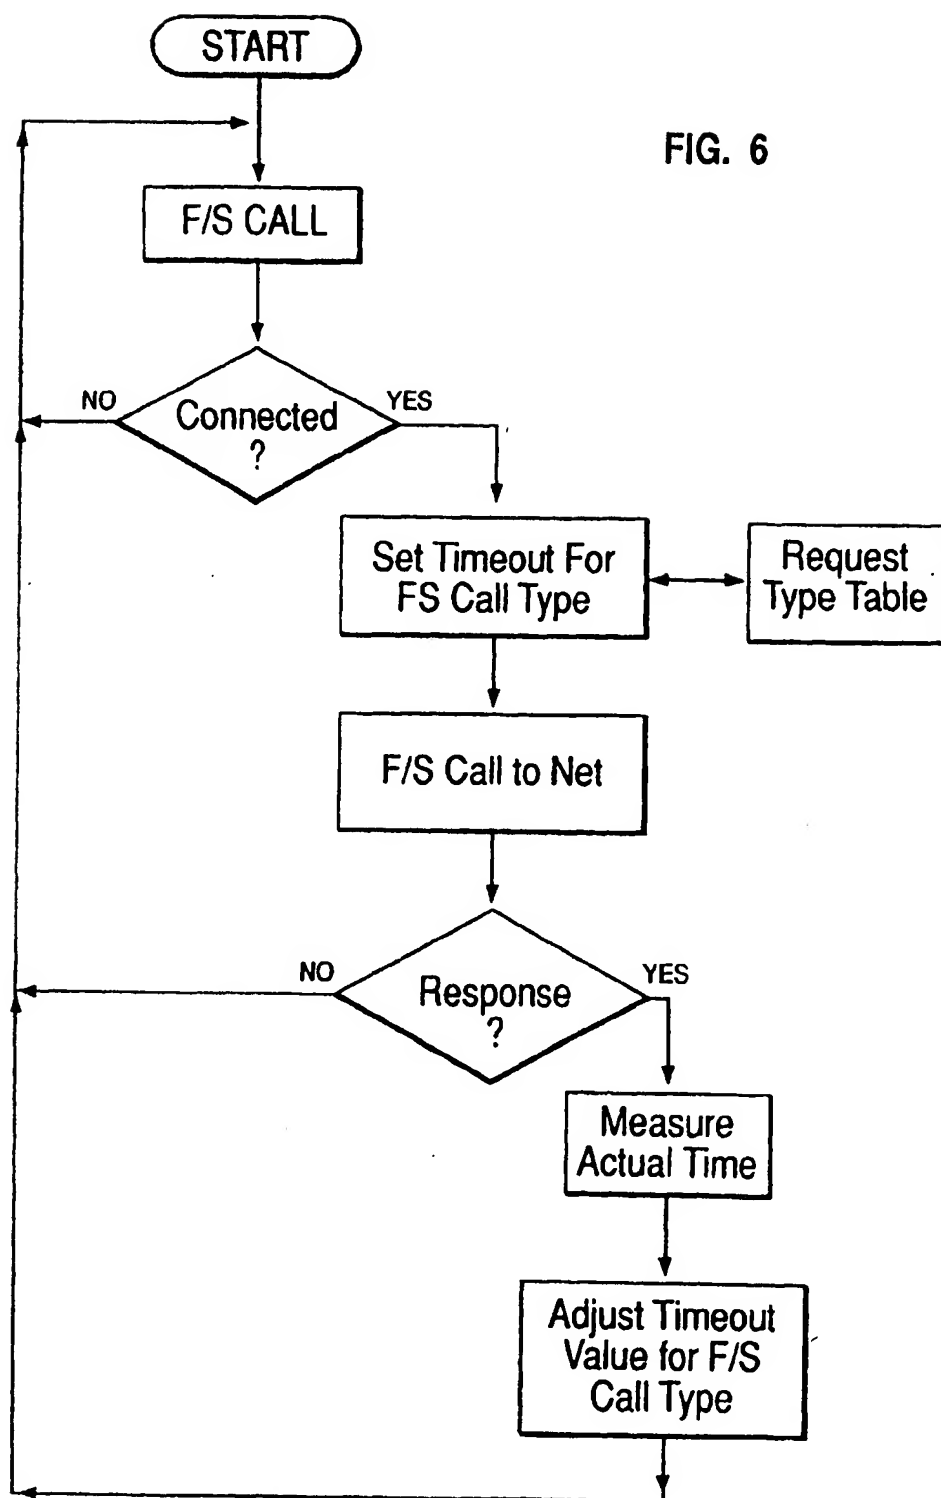 START
FIG. 6
F/S CALL
NO
YES
Connected
?
Set Timeout For
FS Call Type
Request
Type Table
F/S Call to Net
NO
YES
Response
?
Measure
Actual Time
Adjust Timeout
Value for F/S
Call Type